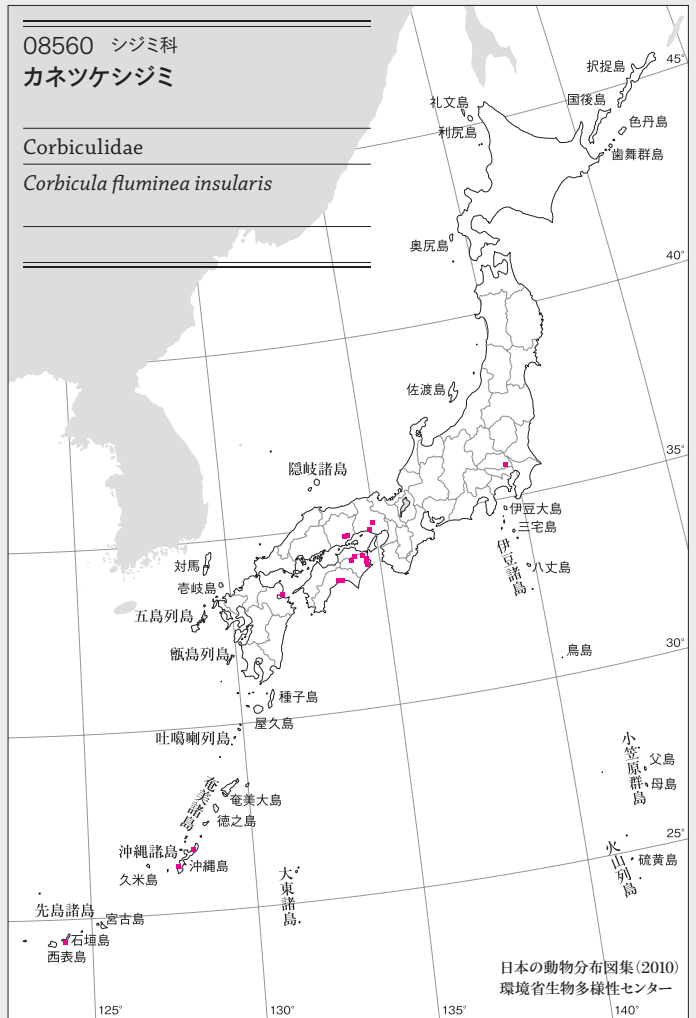 08560 シジミ科
カネツケシジミ
Corbiculidae
Corbicula fluminea insularis
択捉島
45°
国後島
礼文島
色丹島
利尻島
歯舞群島
奥尻島
40°
佐渡島
35°
隠岐諸島
伊豆大島
三宅島
伊豆諸島
八丈島
対馬
壱岐島
五島列島
鳥島
30°
甑島列島
種子島
屋久島
吐噶喇列島
小笠原群島
父島
母島
奄美諸島
奄美大島
徳之島
25°
沖縄諸島
沖縄島
久米島
火山列島
硫黄島
大東諸島
先島諸島
宮古島
石垣島
西表島
日本の動物分布図集(2010)
環境省生物多様性センター
125°
130°
135°
140°